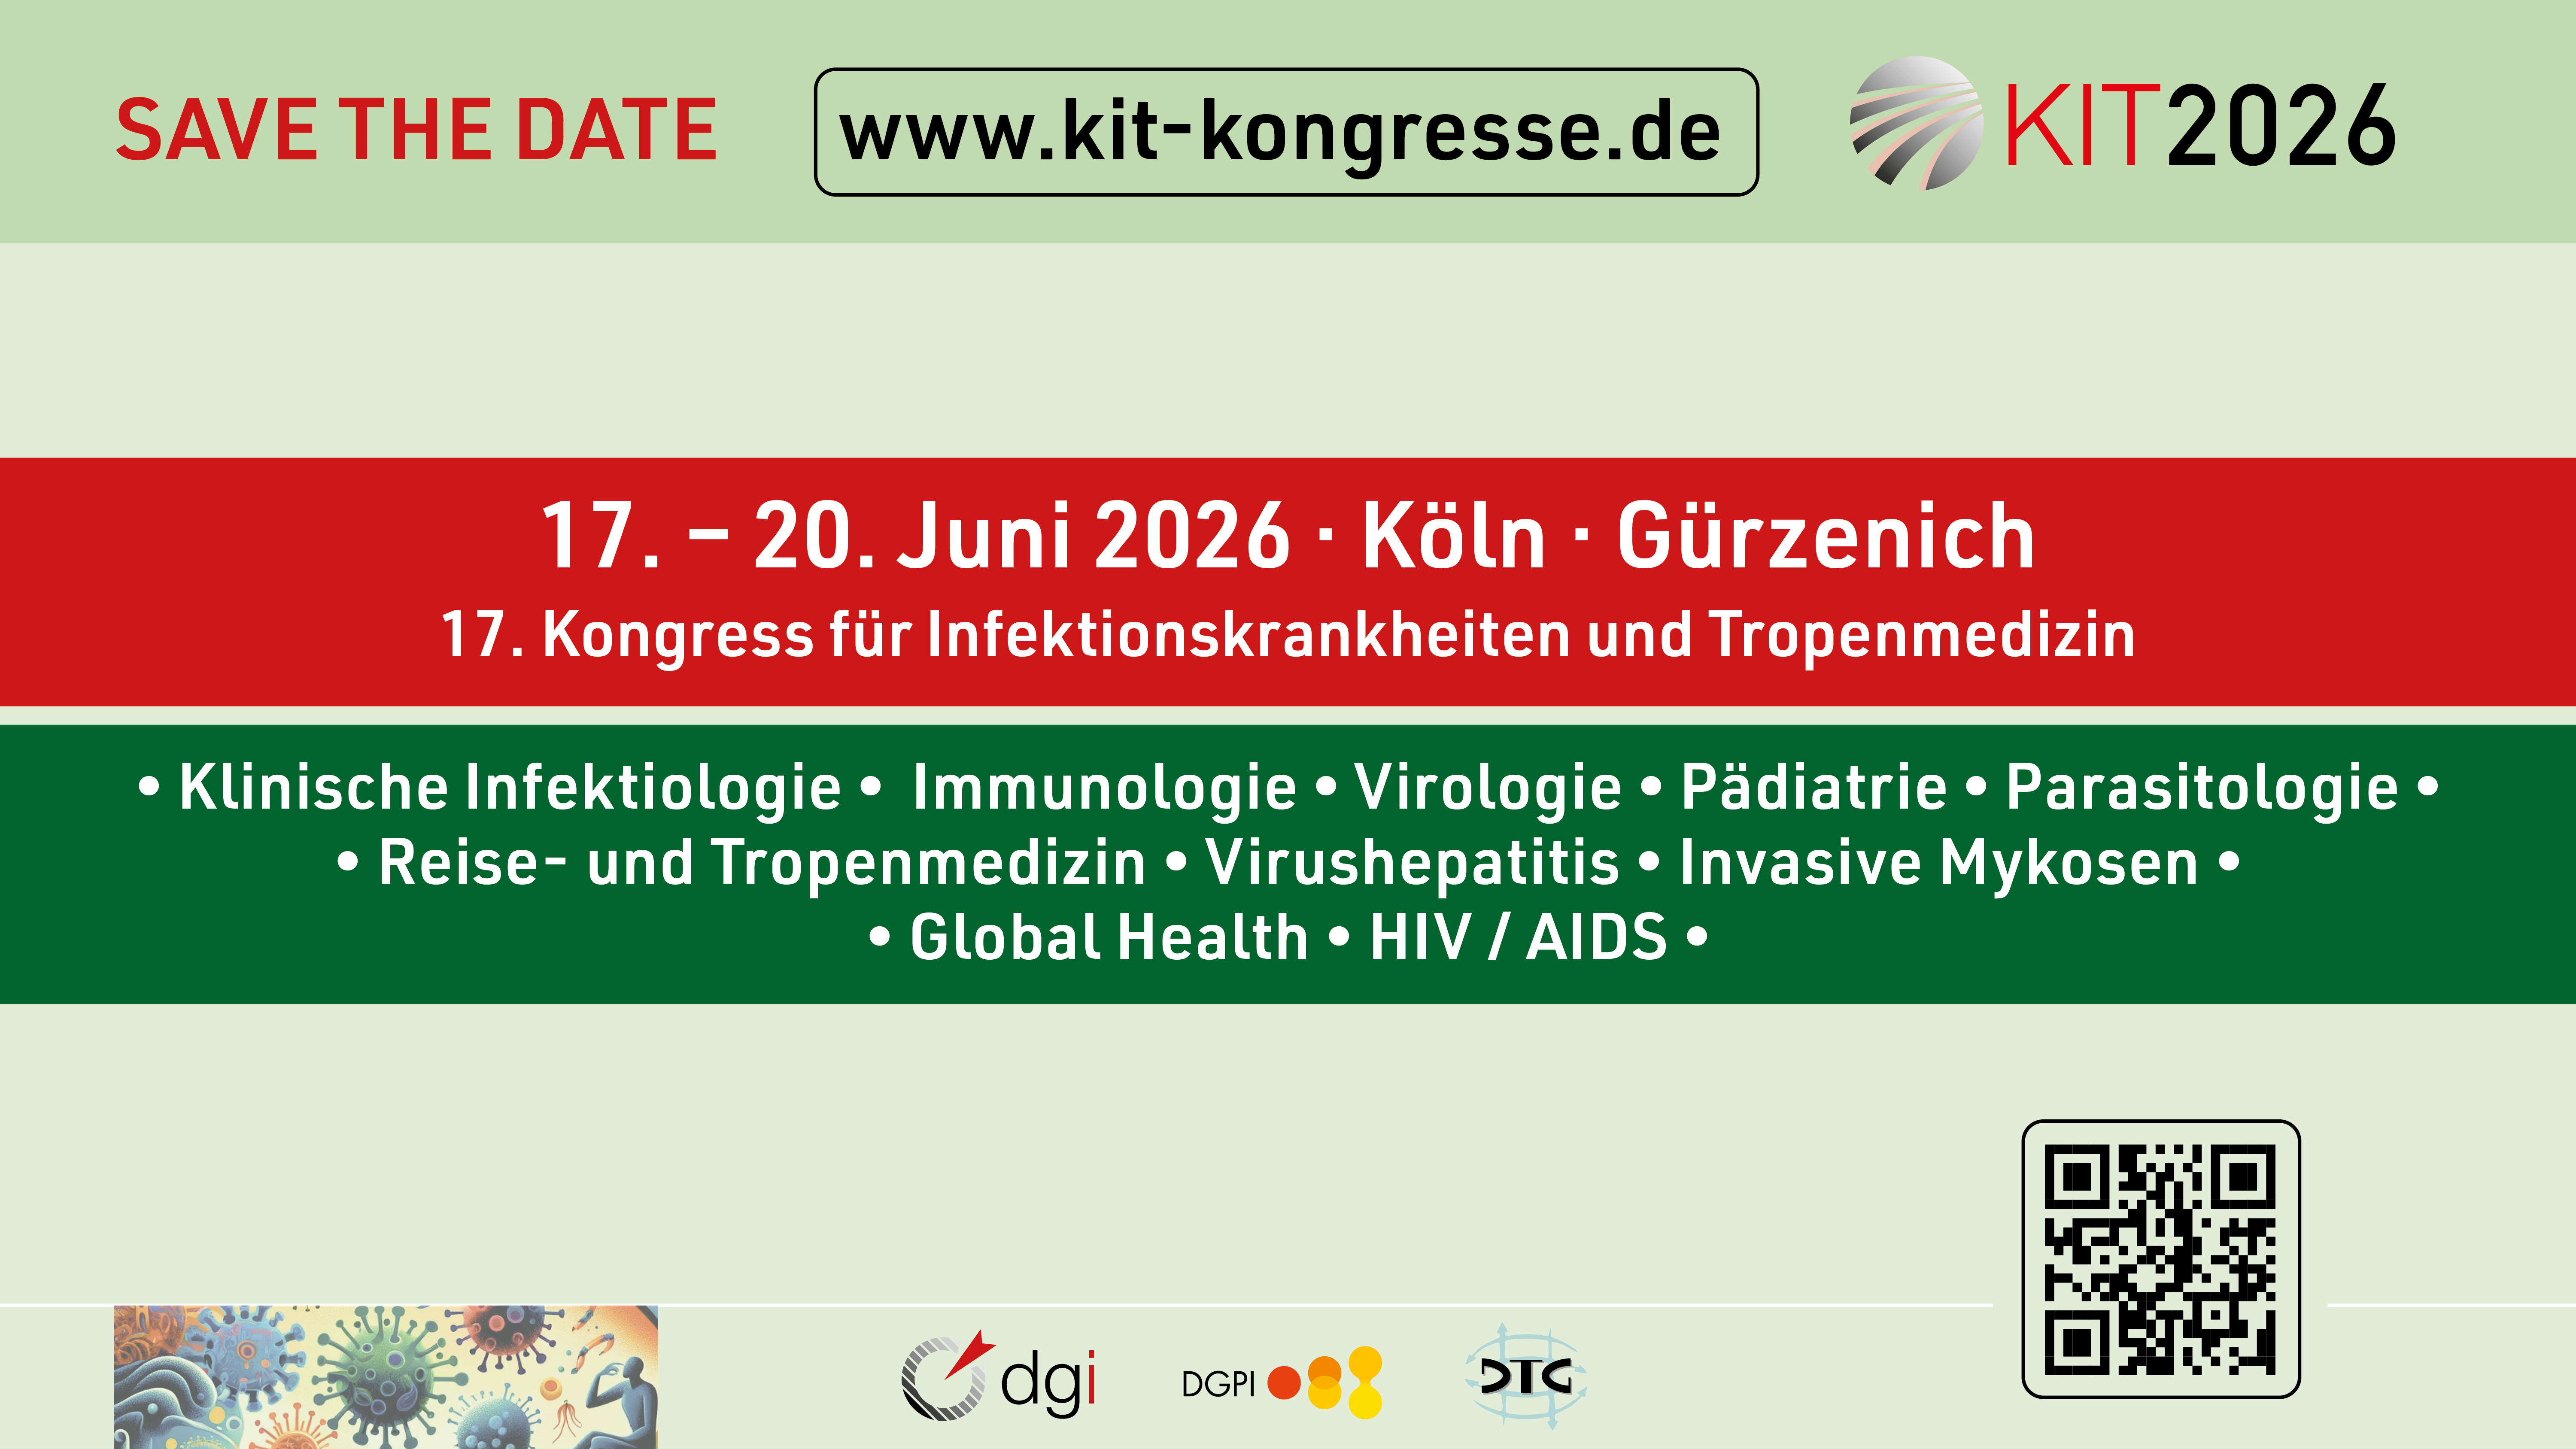 SAVE THE DATE
www.kit-kongresse.de
KIT2026
17. – 20. Juni 2026 · Köln · Gürzenich
17. Kongress für Infektionskrankheiten und Tropenmedizin
• Klinische Infektiologie •  Immunologie • Virologie • Pädiatrie • Parasitologie •
• Reise- und Tropenmedizin • Virushepatitis • Invasive Mykosen •
• Global Health • HIV / AIDS •
dgi
DGPI
DTG